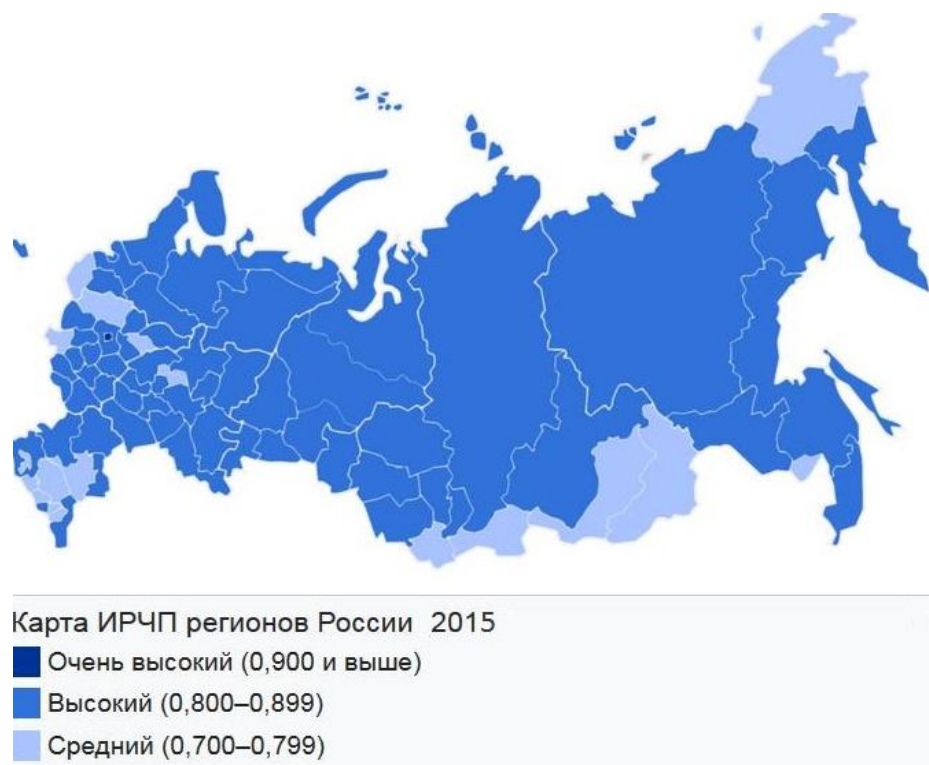 Карта ИРЧП регионов России 2015
Очень высокий (0,900 и выше)
Высокий (0,800–0,899)
Средний (0,700–0,799)